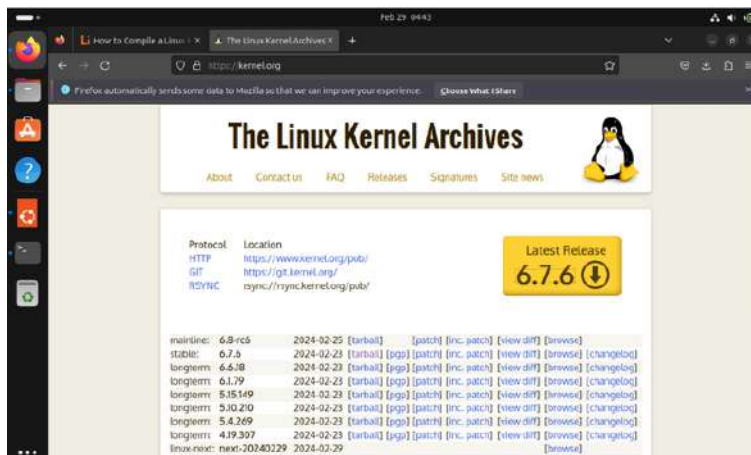 Feb 29 04:43
How to Compile a Linux
The Linux Kernel Archives
https://kernel.org
Firefox automatically sends some data to Mozilla so that we can improve your experience.
Choose What I Share
The Linux Kernel Archives
About Contact us FAQ Releases Signatures Site news
Protocol Location
HTTP https://www.kernel.org/pub/
GIT https://git.kernel.org/
RSYNC rsync://rsync.kernel.org/pub/
Latest Release
6.7.6
mainline: 6.8-rc6 2024-02-25 [tarball] [patch] [inc. patch] [view diff] [browse]
stable: 6.7.6 2024-02-23 [tarball] [pgp] [patch] [inc. patch] [view diff] [browse] [changelog]
longterm: 6.6.18 2024-02-23 [tarball] [pgp] [patch] [inc. patch] [view diff] [browse] [changelog]
longterm: 6.1.79 2024-02-23 [tarball] [pgp] [patch] [inc. patch] [view diff] [browse] [changelog]
longterm: 5.15.149 2024-02-23 [tarball] [pgp] [patch] [inc. patch] [view diff] [browse] [changelog]
longterm: 5.10.210 2024-02-23 [tarball] [pgp] [patch] [inc. patch] [view diff] [browse] [changelog]
longterm: 5.4.269 2024-02-23 [tarball] [pgp] [patch] [inc. patch] [view diff] [browse] [changelog]
longterm: 4.19.307 2024-02-23 [tarball] [pgp] [patch] [inc. patch] [view diff] [browse] [changelog]
linux-next: next-20240229 2024-02-29 [browse]